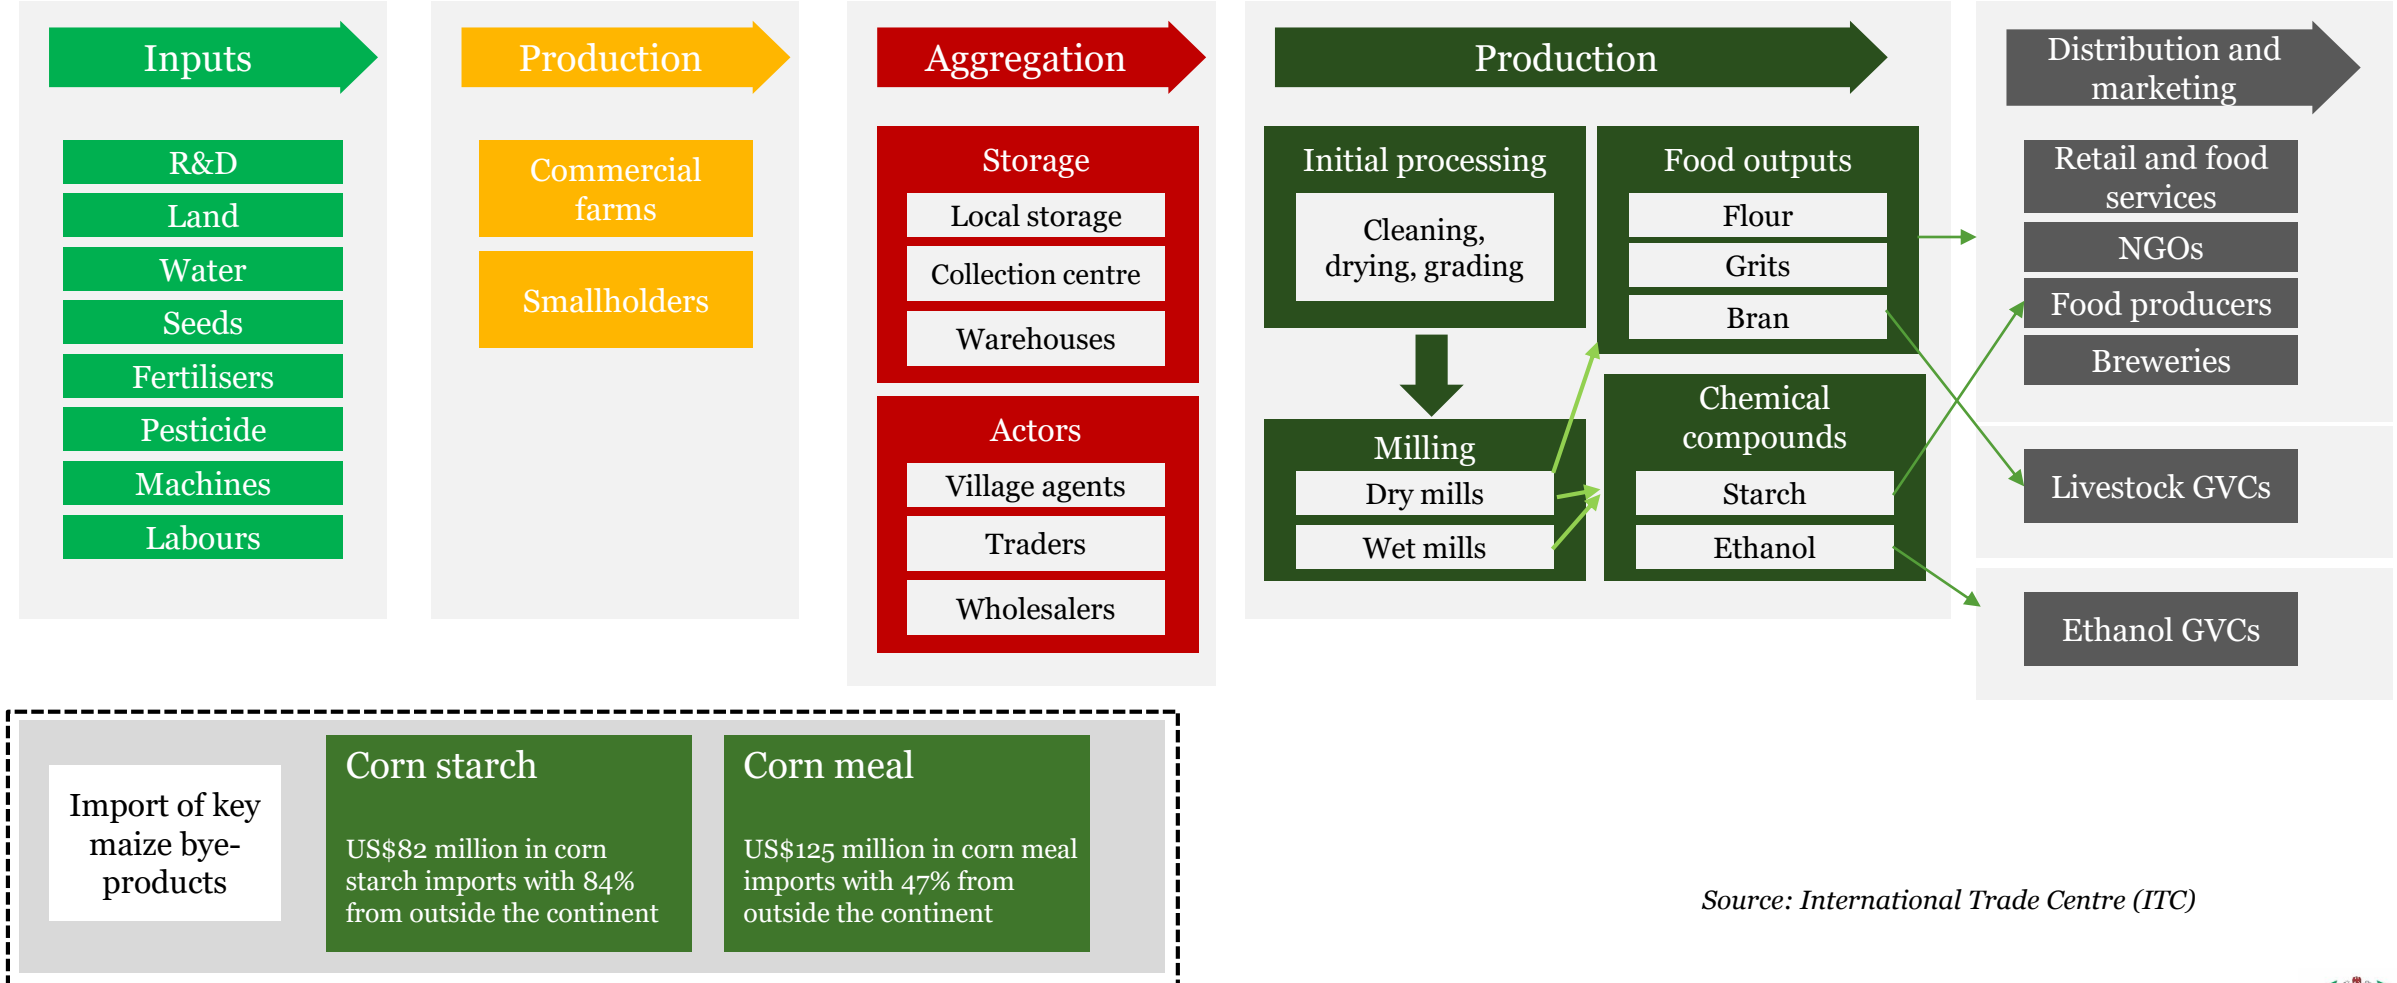 Inputs
R&D
Land
Water
Seeds
Fertilisers
Pesticide
Machines
Labours
Production
Commercial
farms
Smallholders
Aggregation
Storage
Local storage
Collection centre
Warehouses
Actors
Village agents
Traders
Wholesalers
Production
Initial processing
Cleaning,
drying, grading
Milling
Dry mills
Wet mills
Food outputs
Flour
Grits
Bran
Chemical
compounds
Starch
Ethanol
Distribution and
marketing
Retail and food
services
NGOs
Food producers
Breweries
Livestock GVCs
Ethanol GVCs
Import of key
maize bye-
products
Corn starch
US$82 million in corn
starch imports with 84%
from outside the continent
Corn meal
US$125 million in corn meal
imports with 47% from
outside the continent
Source: International Trade Centre (ITC)